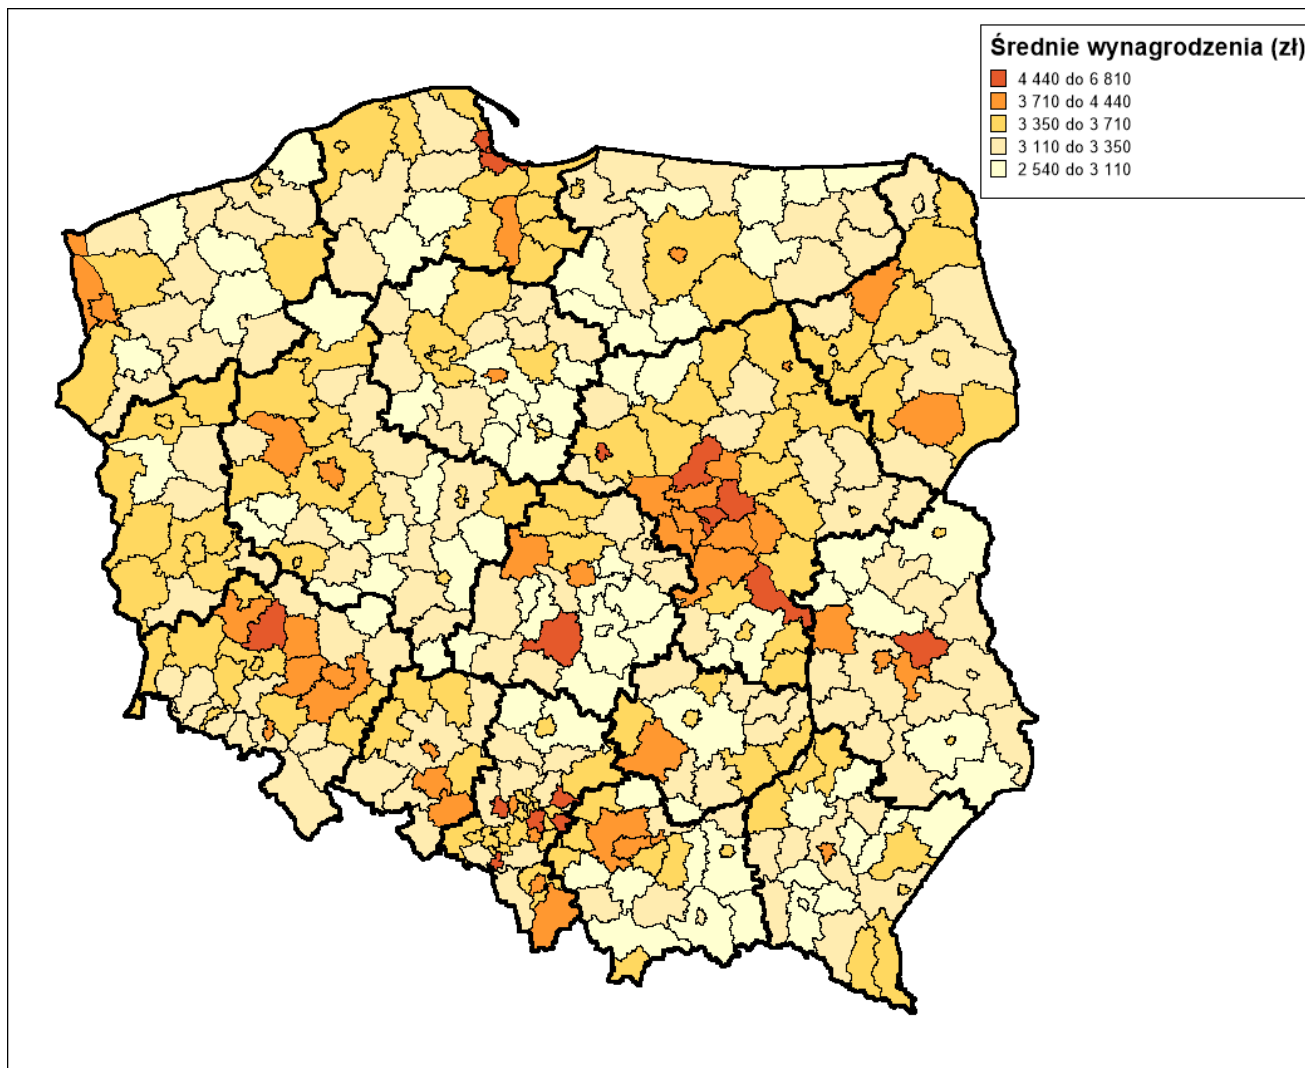 Średnie wynagrodzenia (zł)
4 440 do 6 810
3 710 do 4 440
3 350 do 3 710
3 110 do 3 350
2 540 do 3 110